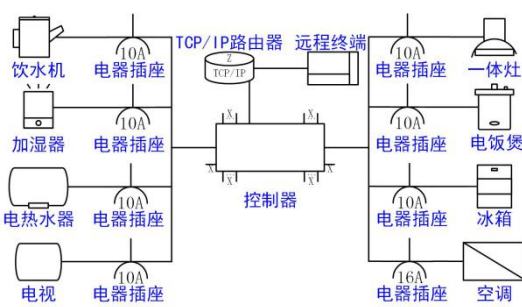 TCP/IP路由器 远程终端
Z
TCP/IP
10A
饮水机 电器插座
10A
加湿器 电器插座
10A
电热水器 电器插座
10A
电视 电器插座
X X
X X
X X
控制器
10A
电器插座 一体灶
10A
电器插座 电饭煲
10A
电器插座 冰箱
16A
电器插座 空调